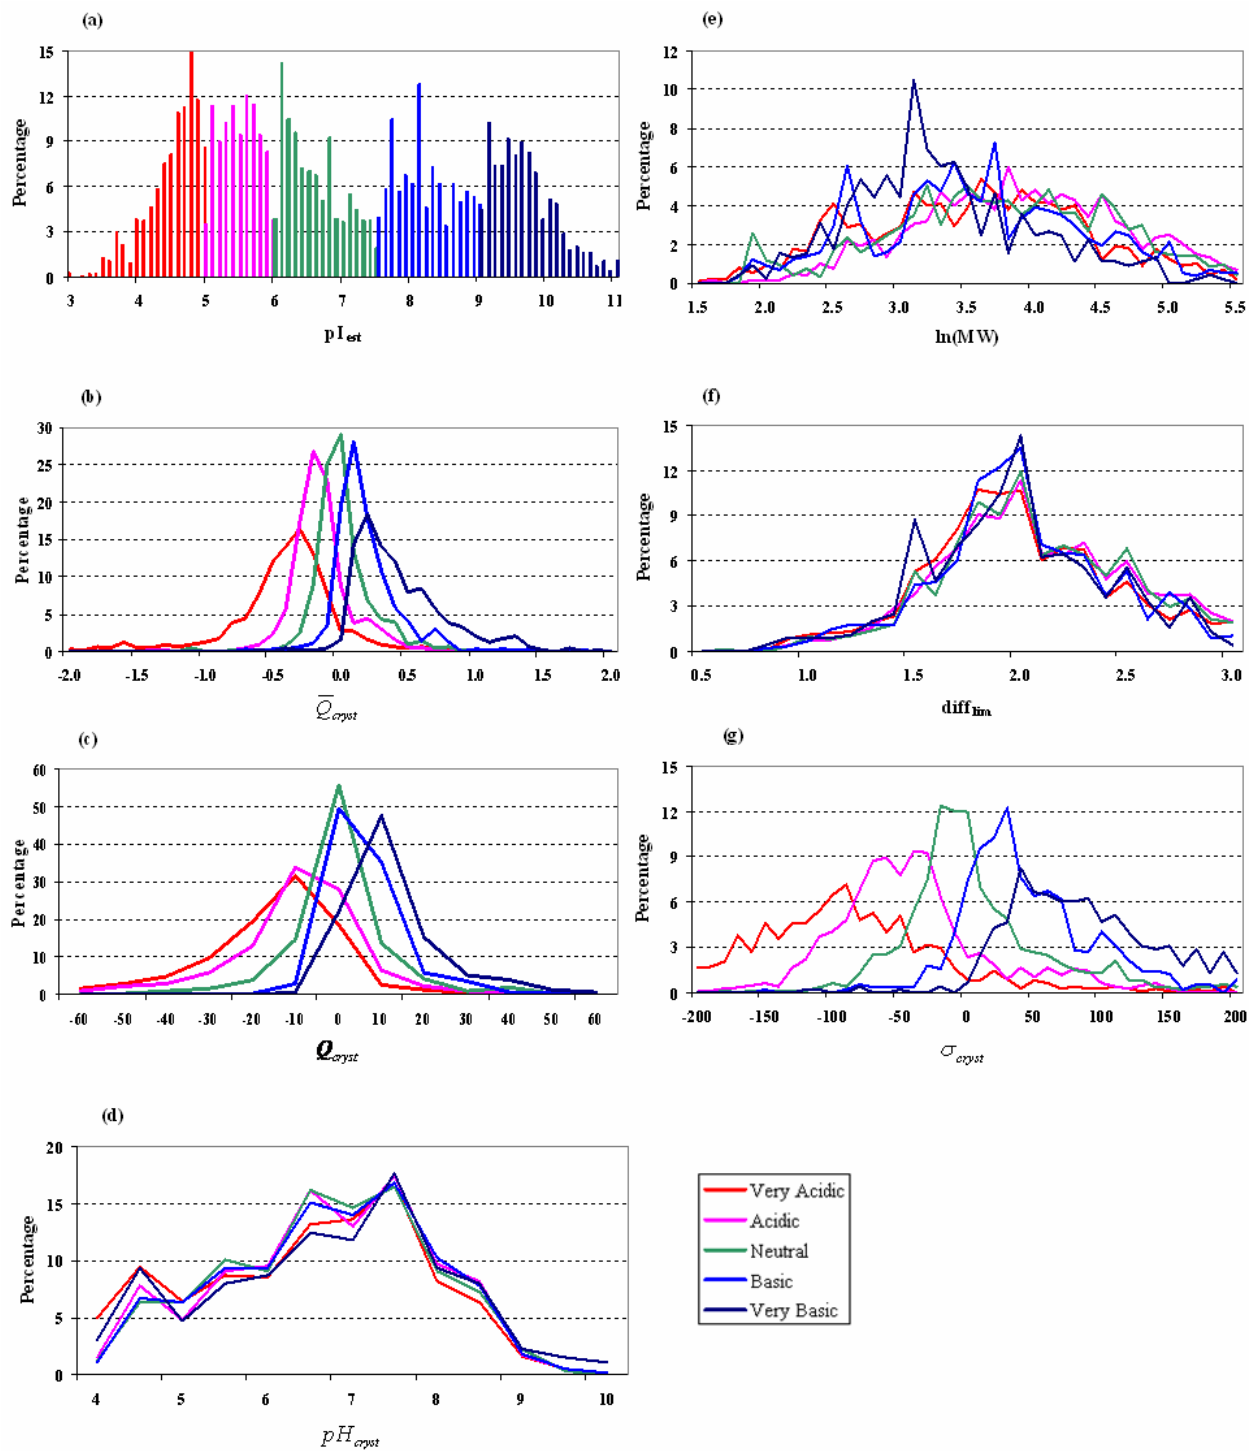 (a)
15
12
9
6
3
0
Percentage
3 4 5 6 7 8 9 10 11
pI est
(b)
30
25
20
15
10
5
0
Percentage
-2.0 -1.5 -1.0 -0.5 0.0 0.5 1.0 1.5 2.0
Q cryst
(c)
60
50
40
30
20
10
0
Percentage
-60 -50 -40 -30 -20 -10 0 10 20 30 40 50 60
Q cryst
(d)
20
15
10
5
0
Percentage
4 5 6 7 8 9 10
pH cryst
(e)
12
10
8
6
4
2
0
Percentage
1.5 2.0 2.5 3.0 3.5 4.0 4.5 5.0 5.5
ln(MW)
(f)
15
12
9
6
3
0
Percentage
0.5 1.0 1.5 2.0 2.5 3.0
diff lim
(g)
15
12
9
6
3
0
Percentage
-200 -150 -100 -50 0 50 100 150 200
σ cryst
Very Acidic
Acidic
Neutral
Basic
Very Basic